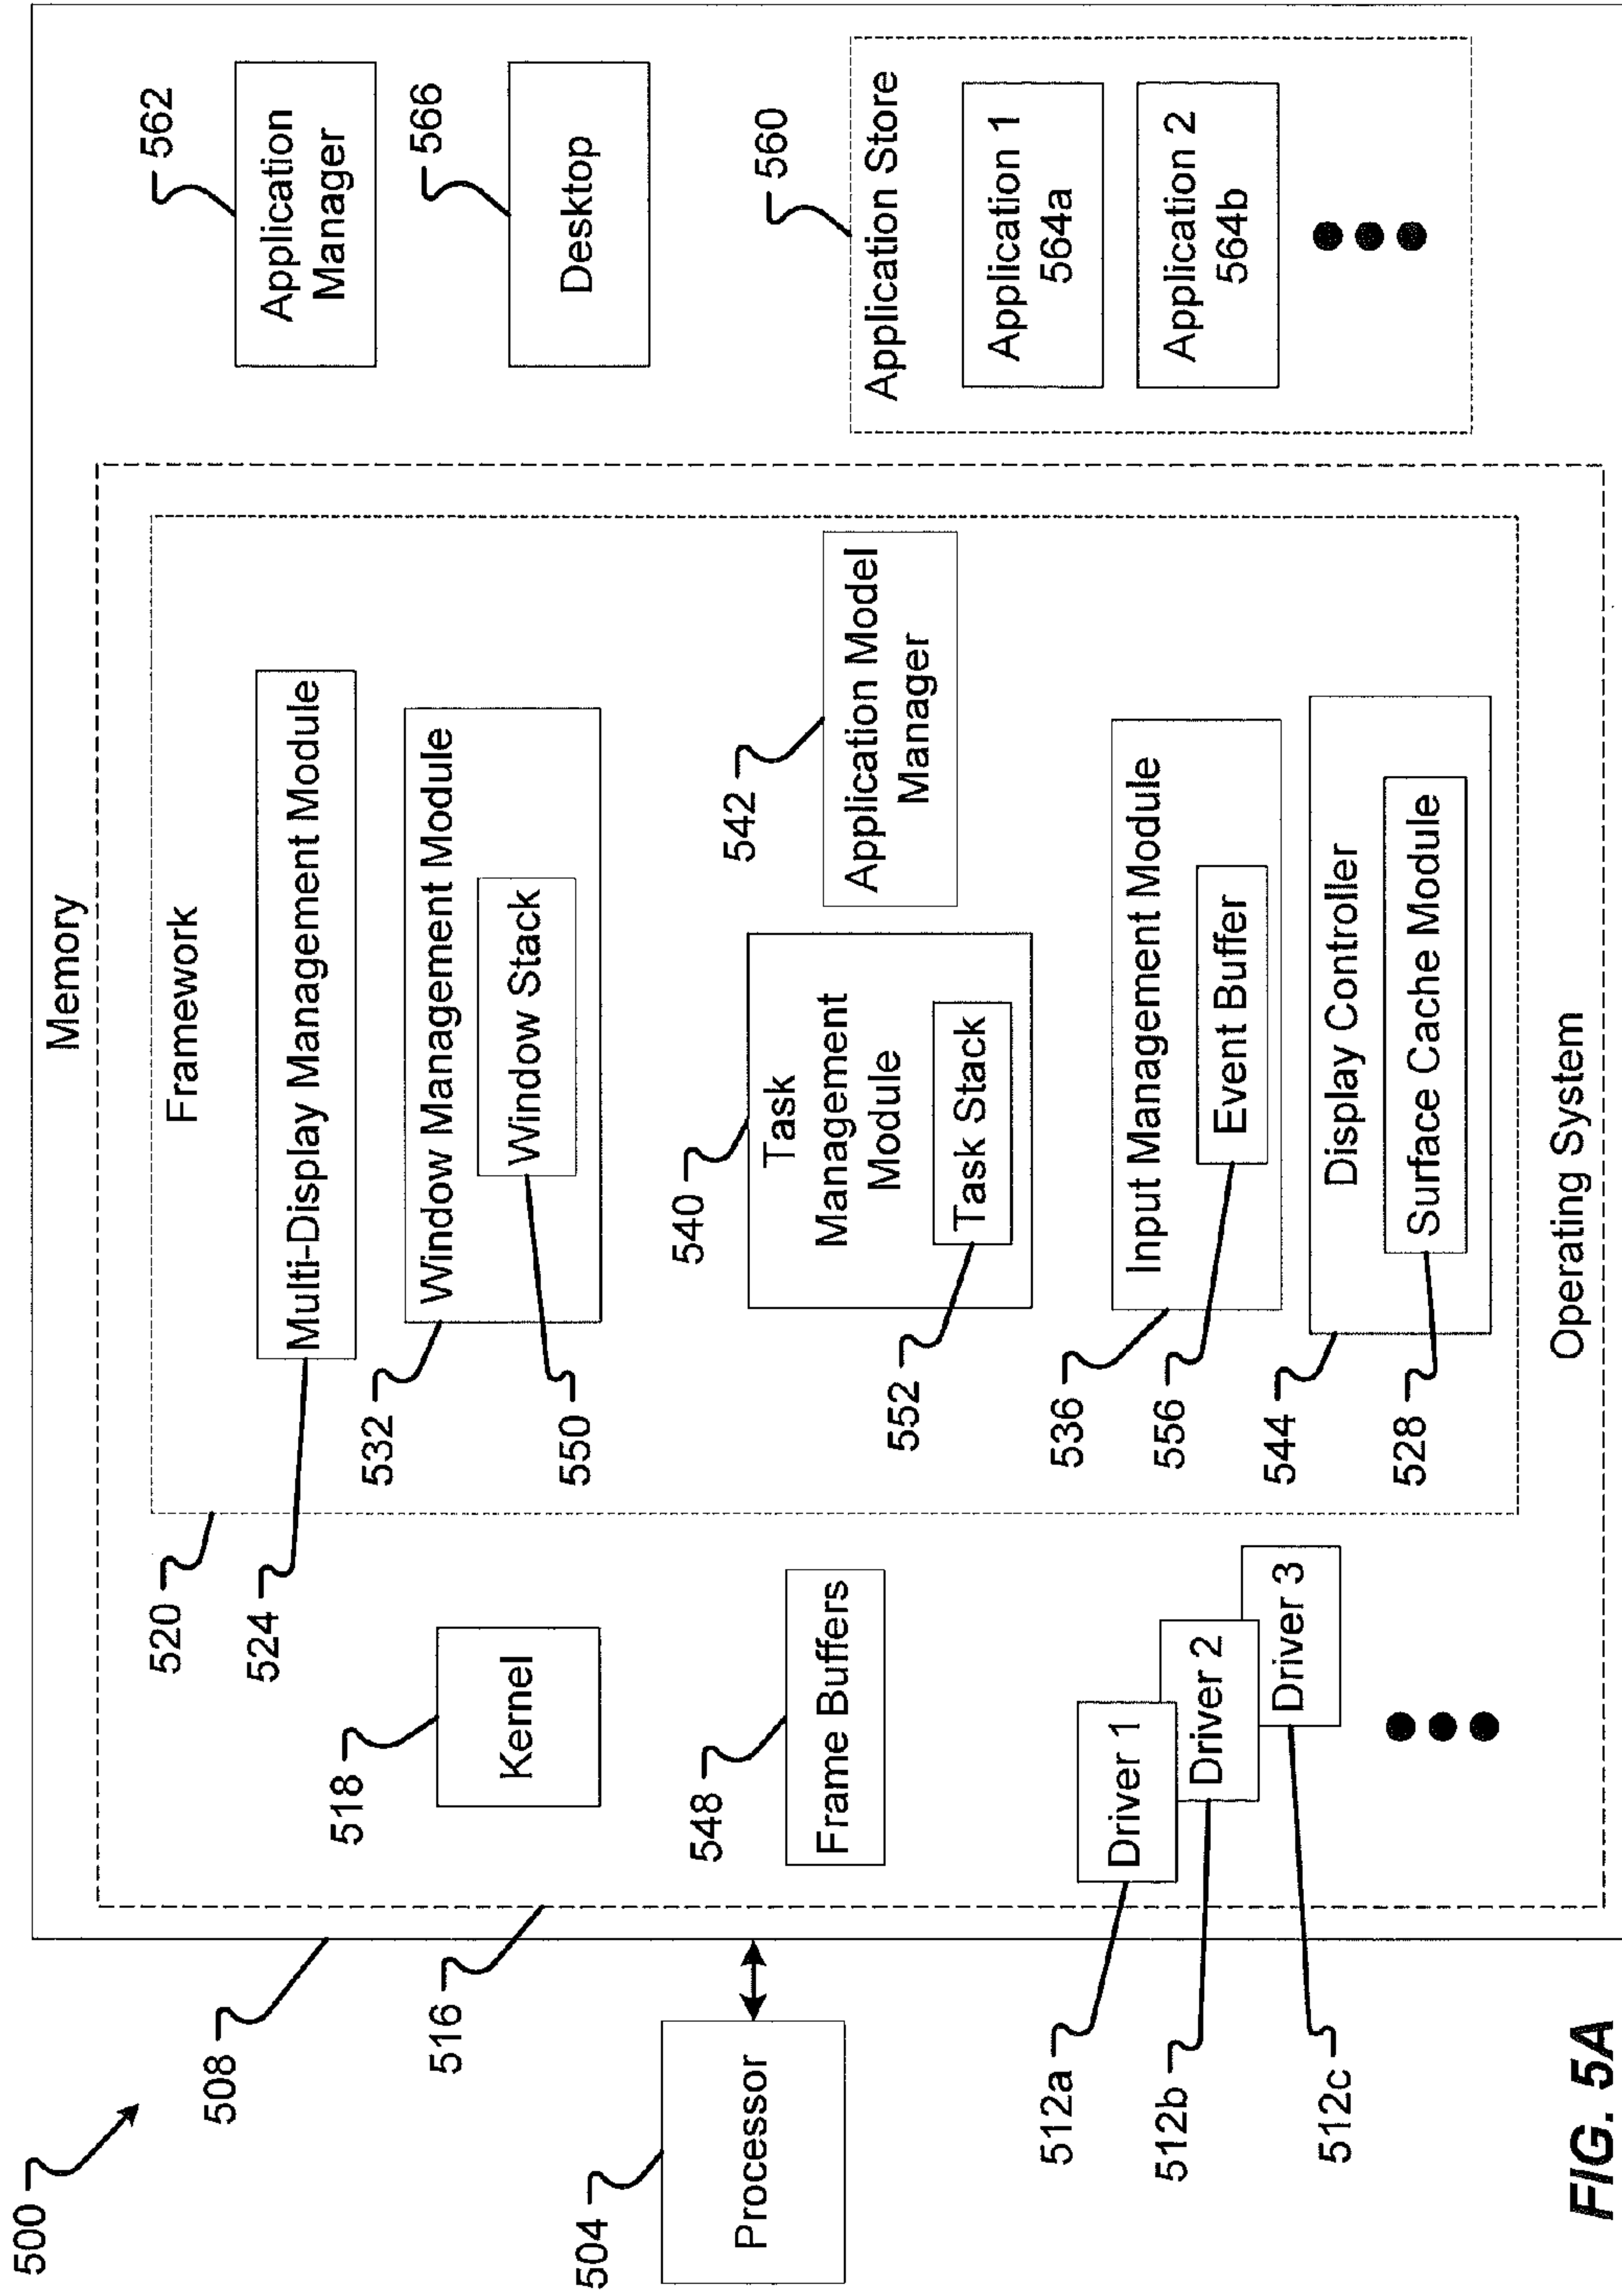 500
508
Memory
516
520
Framework
562
Application
Manager
524
Multi-Display Management Module
518
Kernel
532
Window Management Module
550
Window Stack
566
Desktop
504
Processor
548
Frame Buffers
540
Task
Management
Module
552
Task Stack
542
Application Model
Manager
560
Application Store
Application 1
564a
Application 2
564b
512a
Driver 1
512b
Driver 2
512c
Driver 3
536
Input Management Module
556
Event Buffer
544
Display Controller
528
Surface Cache Module
Operating System
FIG. 5A